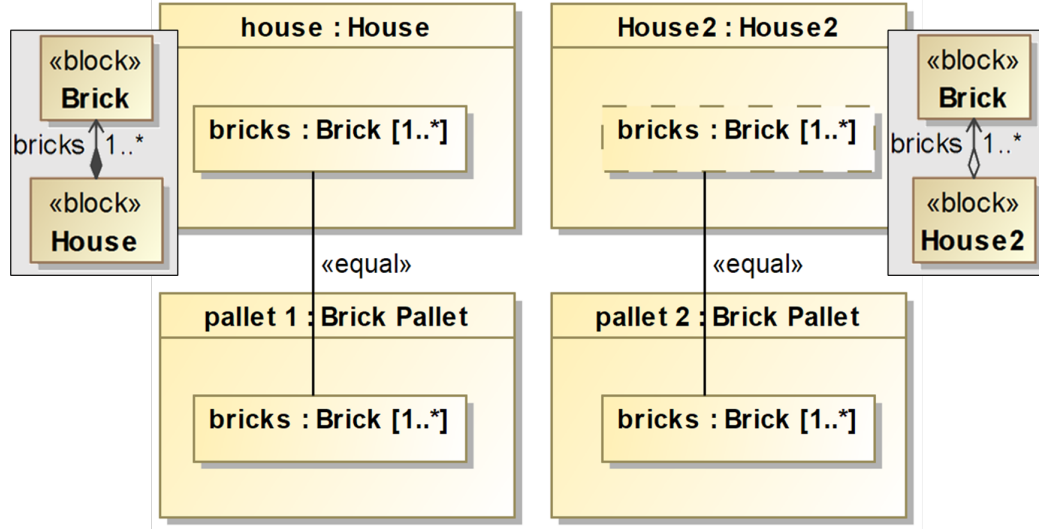 «block»
Brick
bricks 1..*
«block»
House
house : House
bricks : Brick [1..*]
«equal»
pallet 1 : Brick Pallet
bricks : Brick [1..*]
House2 : House2
bricks : Brick [1..*]
«equal»
pallet 2 : Brick Pallet
bricks : Brick [1..*]
«block»
Brick
bricks 1..*
«block»
House2